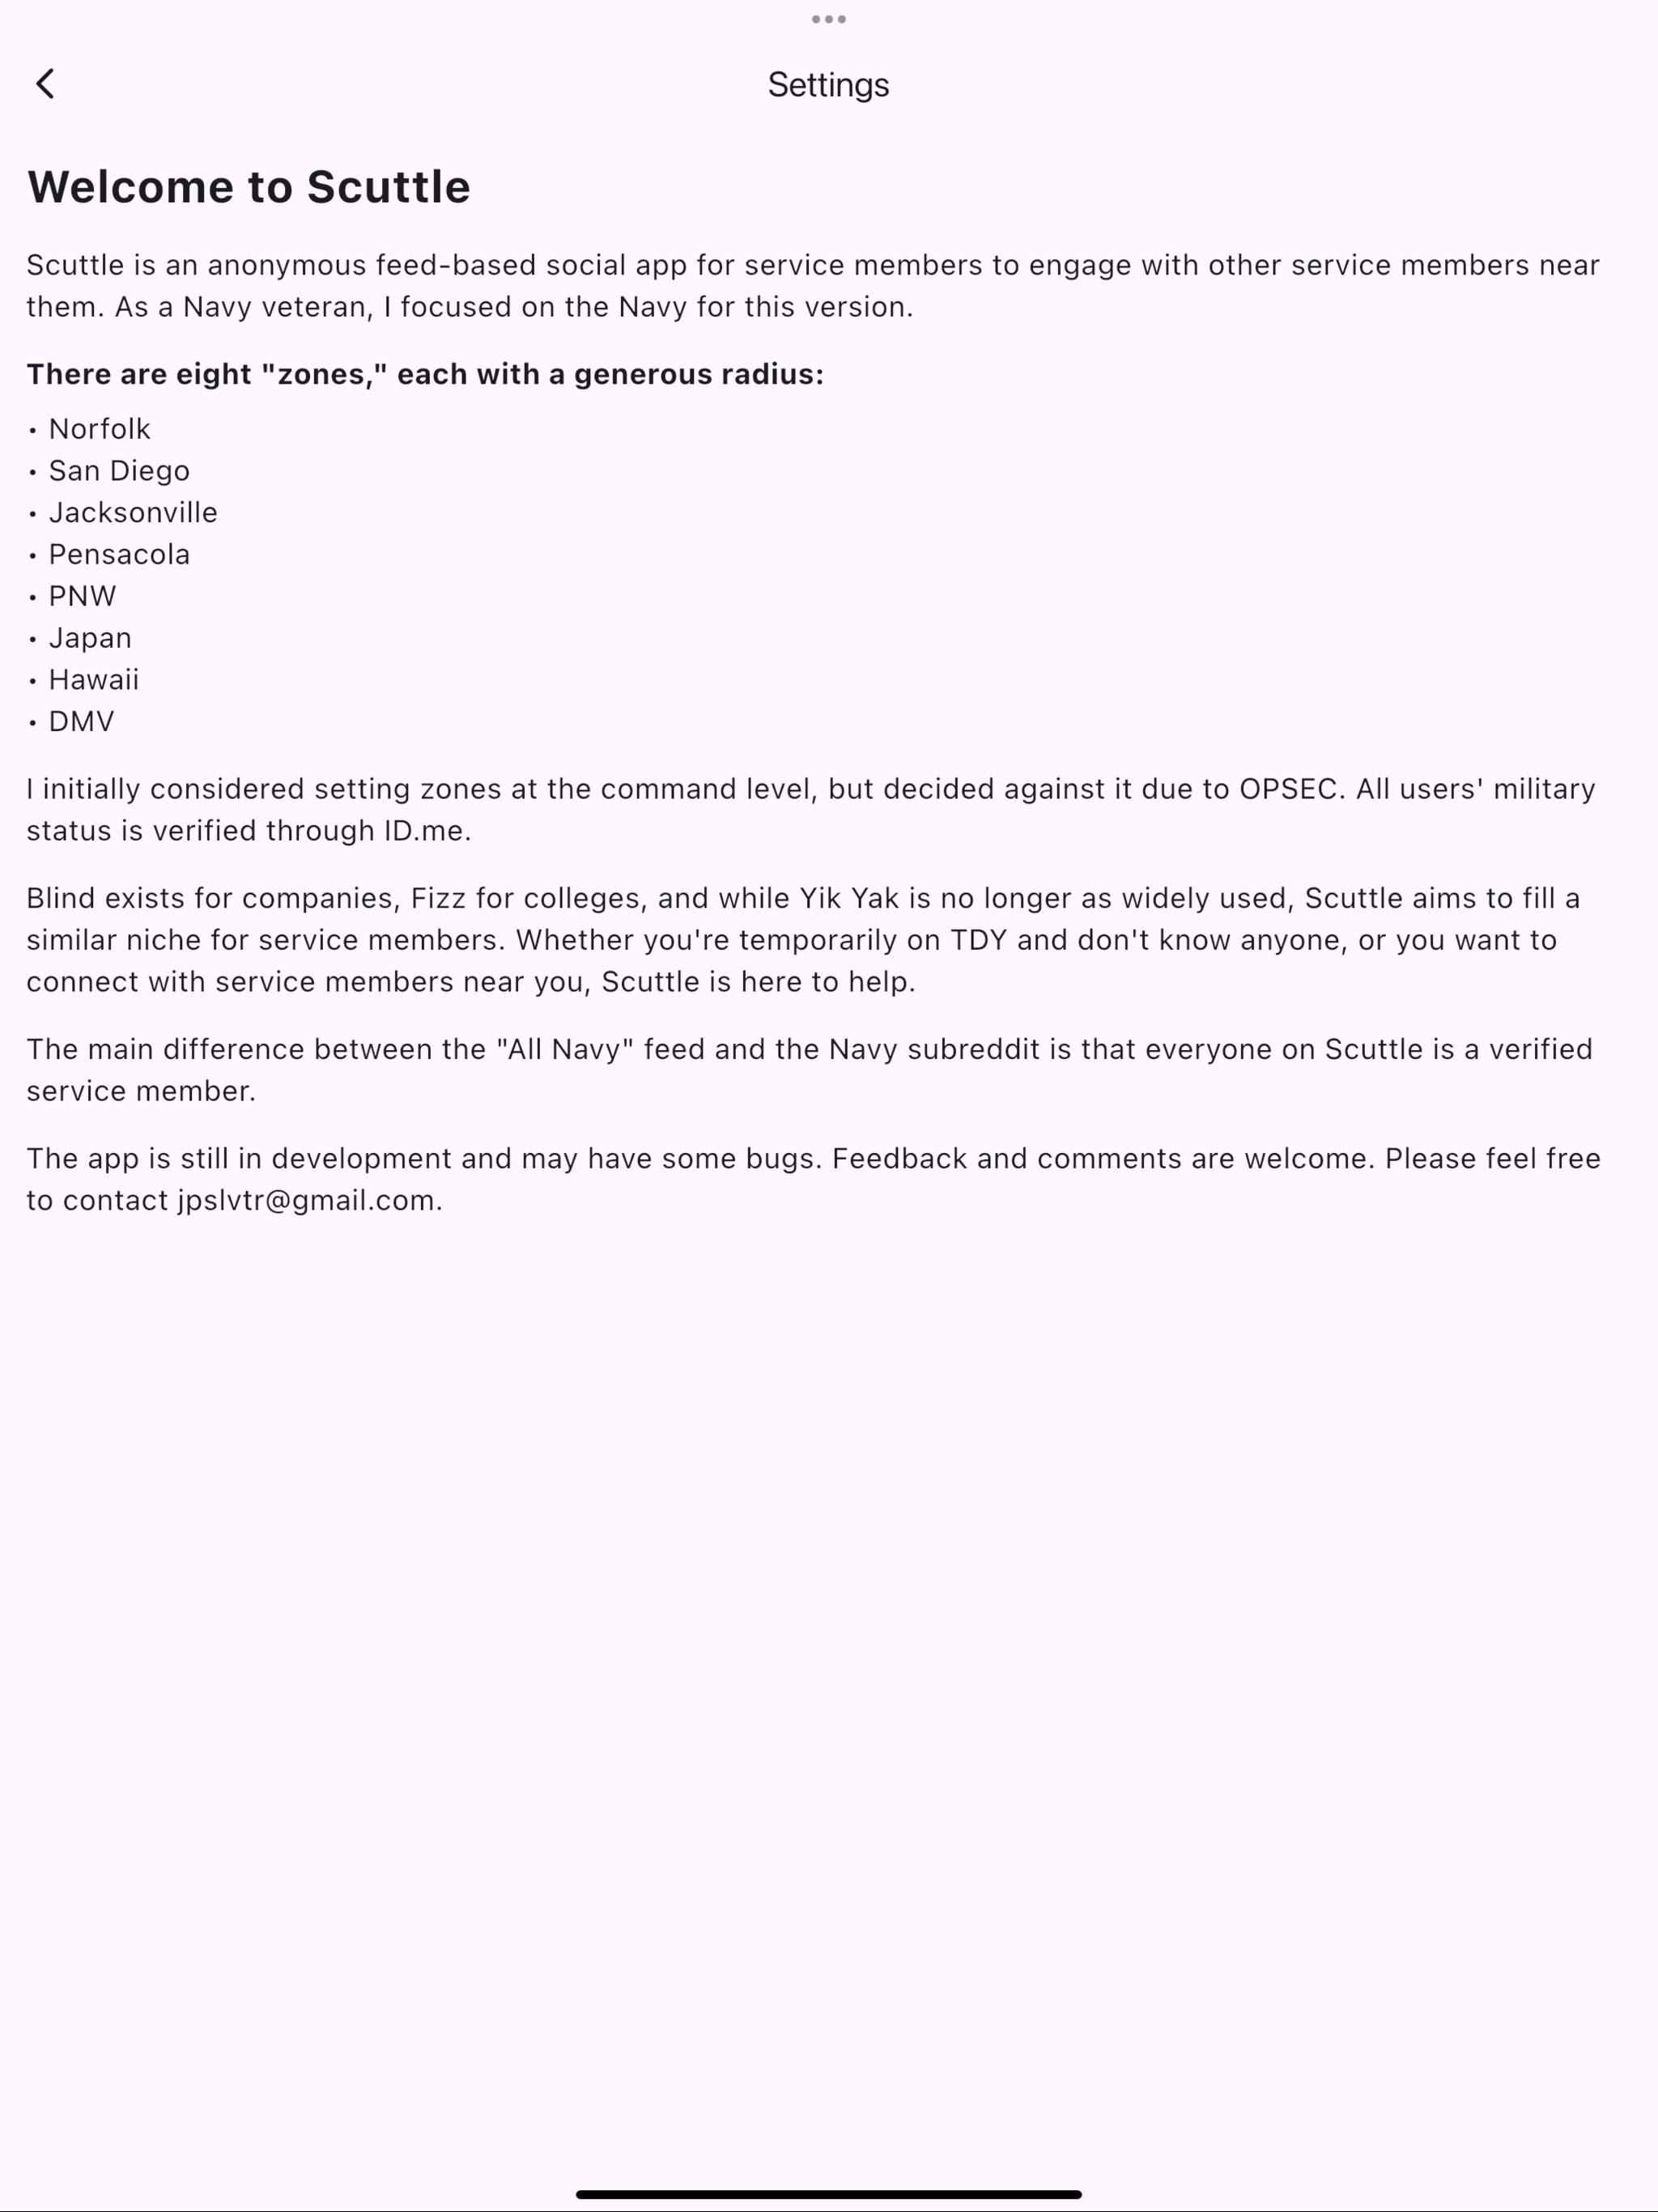 Settings
Welcome to Scuttle
Scuttle is an anonymous feed-based social app for service members to engage with other service members near
them. As a Navy veteran, I focused on the Navy for this version.
There are eight "zones," each with a generous radius:
• Norfolk
• San Diego
• Jacksonville
• Pensacola
• PNW
• Japan
• Hawaii
• DMV
I initially considered setting zones at the command level, but decided against it due to OPSEC. All users' military
status is verified through ID.me.
Blind exists for companies, Fizz for colleges, and while Yik Yak is no longer as widely used, Scuttle aims to fill a
similar niche for service members. Whether you're temporarily on TDY and don't know anyone, or you want to
connect with service members near you, Scuttle is here to help.
The main difference between the "All Navy" feed and the Navy subreddit is that everyone on Scuttle is a verified
service member.
The app is still in development and may have some bugs. Feedback and comments are welcome. Please feel free
to contact jpslvtr@gmail.com.